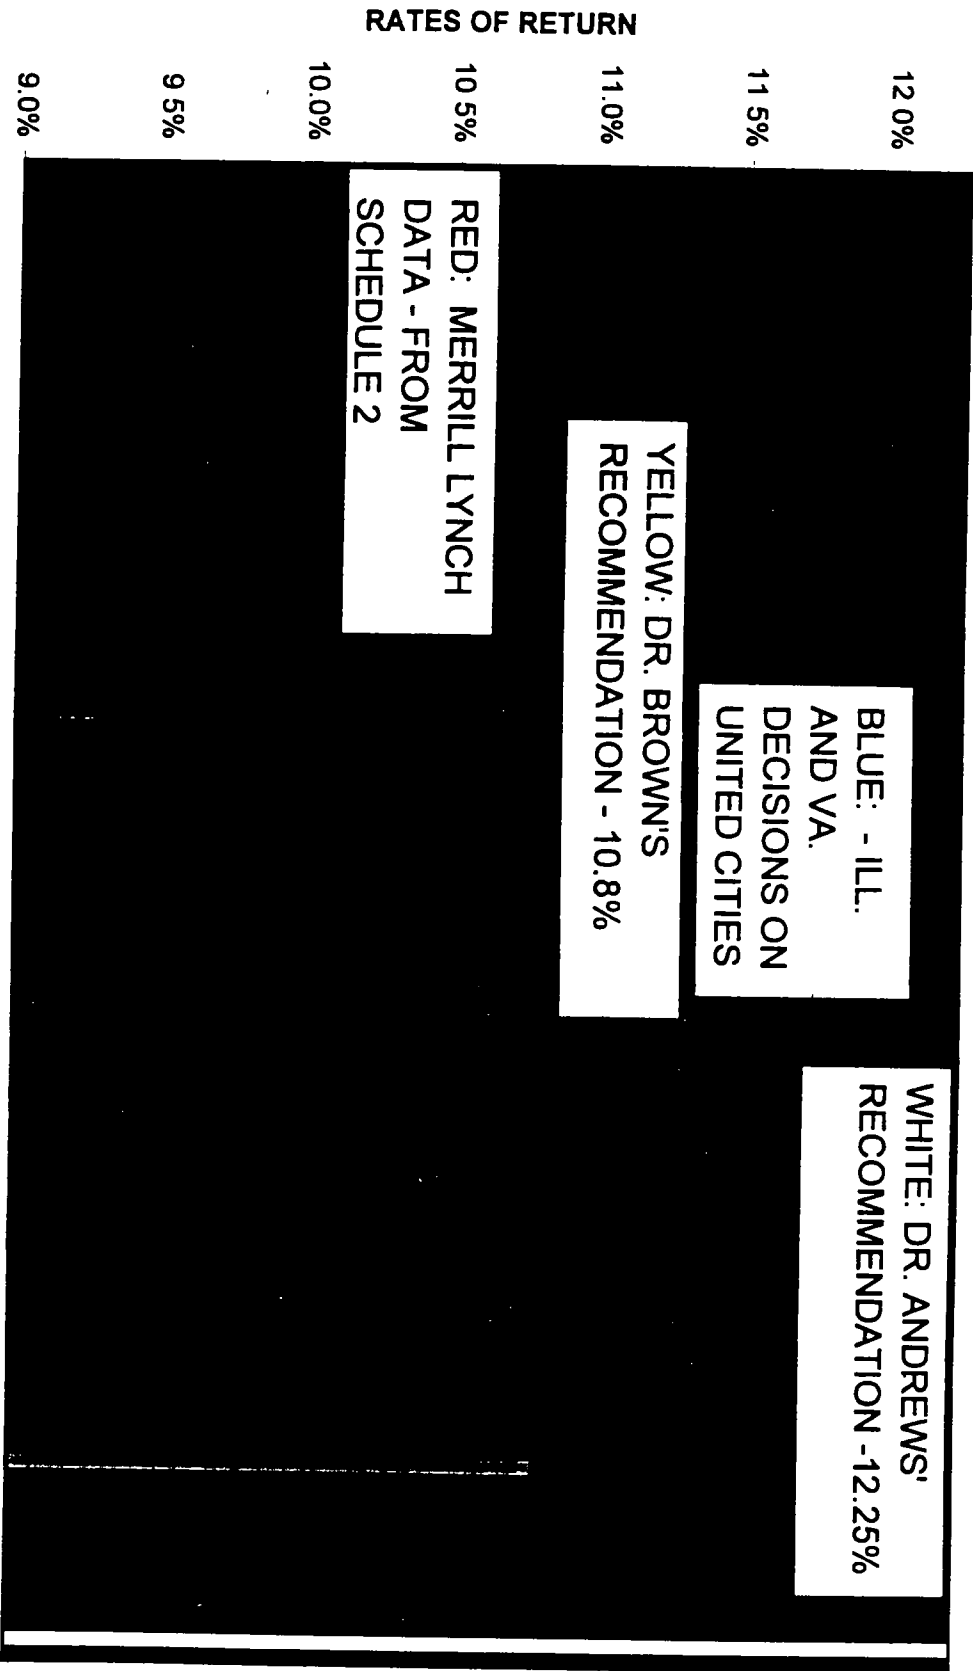 RATES OF RETURN
12 0%
11 5%
11.0%
10 5%
10.0%
9 5%
9.0%
RED: MERRILL LYNCH
DATA - FROM
SCHEDULE 2
YELLOW: DR. BROWN'S
RECOMMENDATION - 10.8%
BLUE: - ILL.
AND VA.
DECISIONS ON
UNITED CITIES
WHITE: DR. ANDREWS'
RECOMMENDATION -12.25%